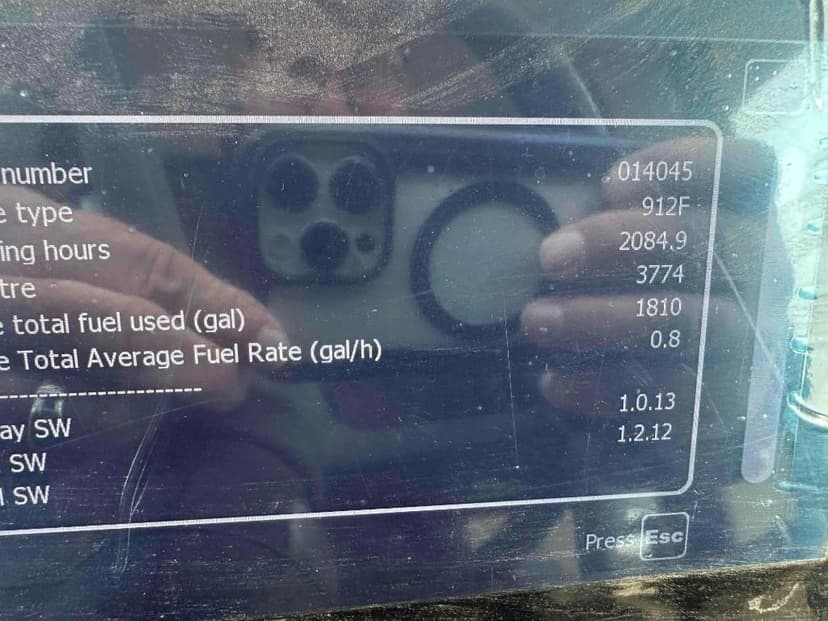 number 014045
e type 912F
ing hours 2084.9
tre 3774
e total fuel used (gal) 1810
e Total Average Fuel Rate (gal/h) 0.8
--------------------
ay SW 1.0.13
SW 1.2.12
l SW
Press Esc